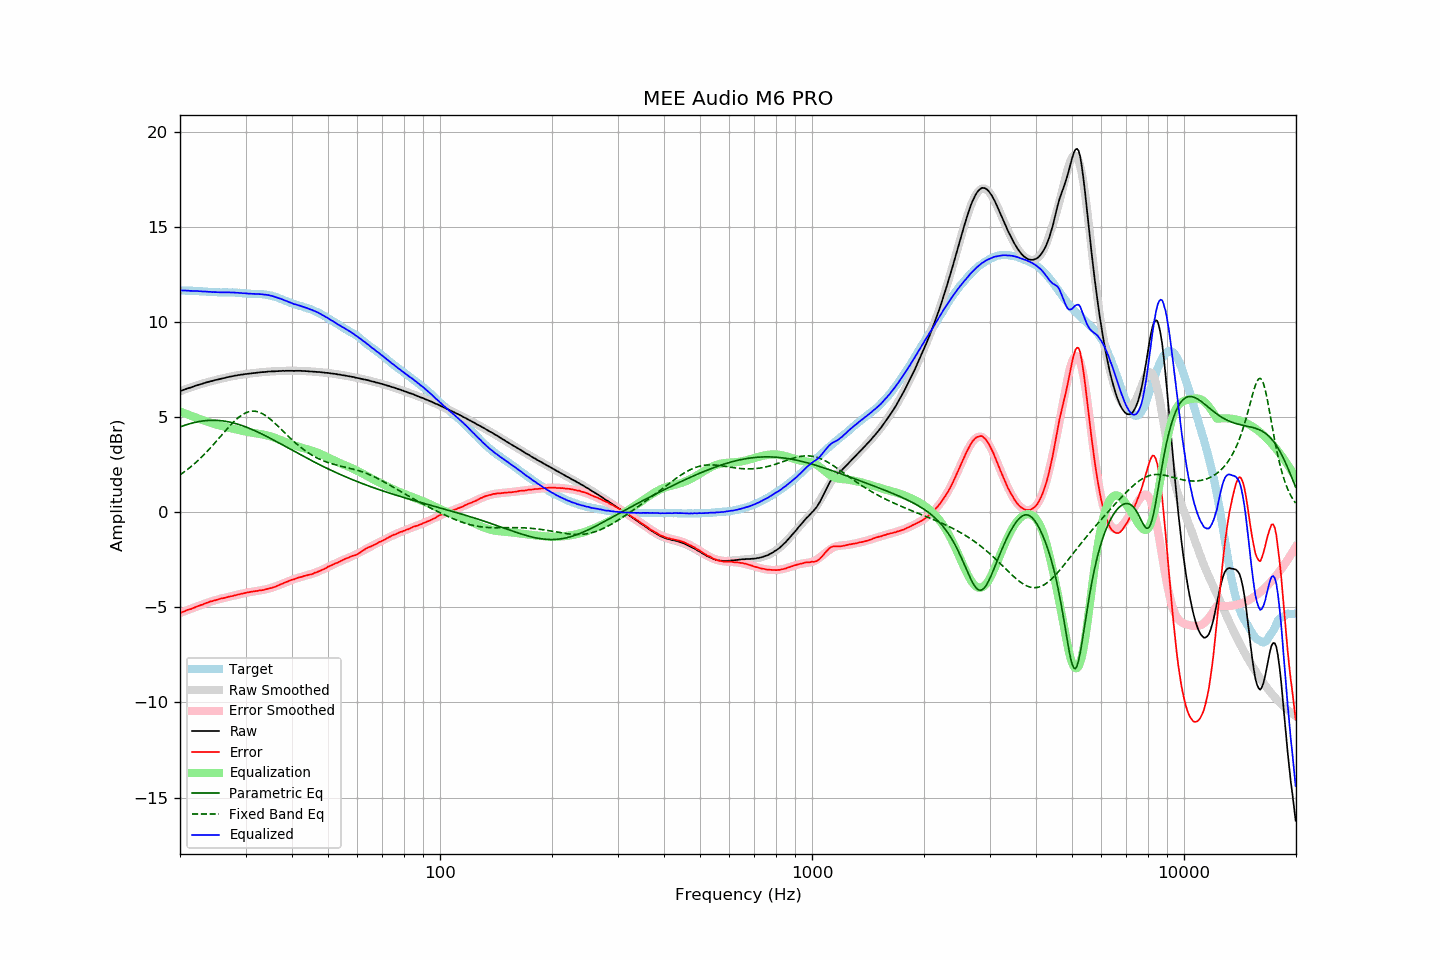 MEE Audio M6 PRO
20
15
10
5
0
−5
−10
−15
Amplitude (dBr)
Target
Raw Smoothed
Error Smoothed
Raw
Error
Equalization
Parametric Eq
Fixed Band Eq
Equalized
100
1000
10000
Frequency (Hz)